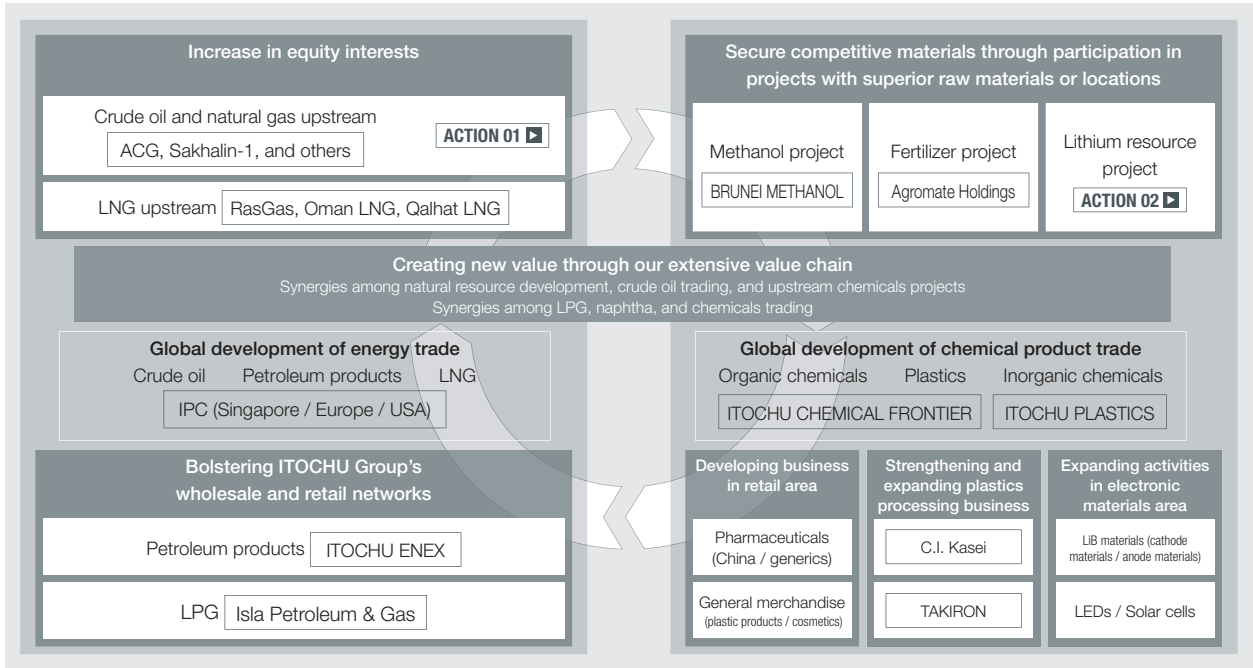 Increase in equity interests
Crude oil and natural gas upstream
ACG, Sakhalin-1, and others
ACTION 01
LNG upstream RasGas, Oman LNG, Qalhat LNG
Secure competitive materials through participation in
projects with superior raw materials or locations
Methanol project
BRUNEI METHANOL
Fertilizer project
Agromate Holdings
Lithium resource
project
ACTION 02
Creating new value through our extensive value chain
Synergies among natural resource development, crude oil trading, and upstream chemicals projects
Synergies among LPG, naphtha, and chemicals trading
Global development of energy trade
Crude oil Petroleum products LNG
IPC (Singapore / Europe / USA)
Global development of chemical product trade
Organic chemicals Plastics Inorganic chemicals
ITOCHU CHEMICAL FRONTIER ITOCHU PLASTICS
Bolstering ITOCHU Group's
wholesale and retail networks
Petroleum products ITOCHU ENEX
LPG Isla Petroleum & Gas
Developing business
in retail area
Pharmaceuticals
(China / generics)
General merchandise
(plastic products / cosmetics)
Strengthening and
expanding plastics
processing business
C.I. Kasei
TAKIRON
Expanding activities
in electronic
materials area
LiB materials (cathode
materials / anode materials)
LEDs / Solar cells